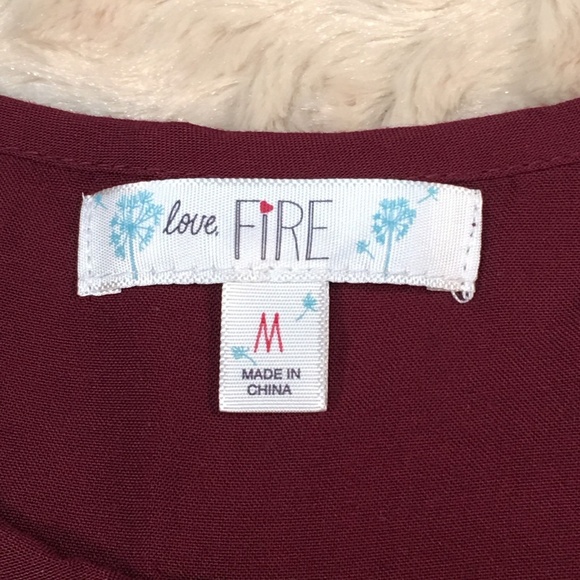 love, FiRE
M
MADE IN
CHINA